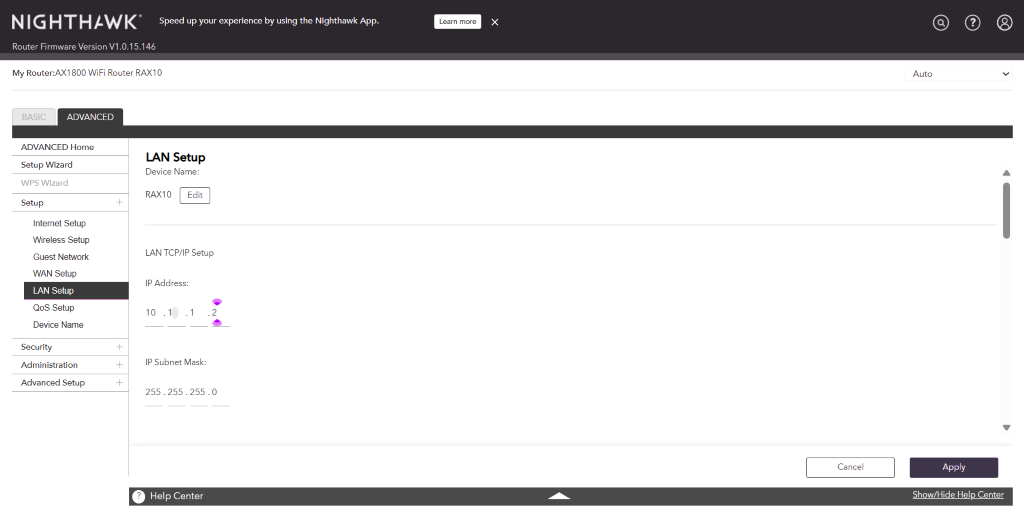 NIGHTHAWK®
Speed up your experience by using the Nighthawk App.
Learn more
Router Firmware Version V1.0.15.146
My Router:AX1800 WiFi Router RAX10
Auto
BASIC
ADVANCED
ADVANCED Home
Setup Wizard
WPS Wizard
Setup
Internet Setup
Wireless Setup
Guest Network
WAN Setup
LAN Setup
QoS Setup
Device Name
Security
Administration
Advanced Setup
LAN Setup
Device Name:
RAX10 Edit
LAN TCP/IP Setup
IP Address:
10 . 1 . 1 . 2
IP Subnet Mask:
255 . 255 . 255 . 0
Cancel
Apply
? Help Center
Show/Hide Help Center